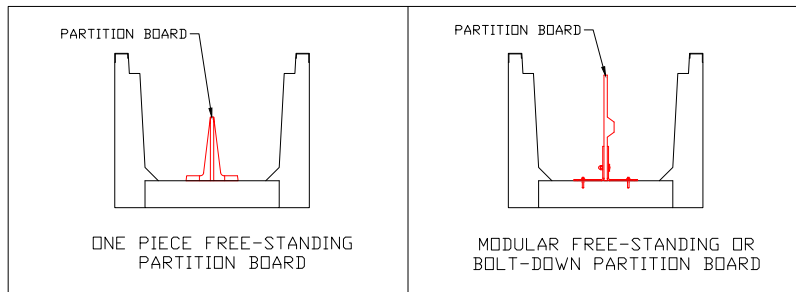 PARTITION BOARD
ONE PIECE FREE-STANDING
PARTITION BOARD
PARTITION BOARD
MODULAR FREE-STANDING OR
BOLT-DOWN PARTITION BOARD